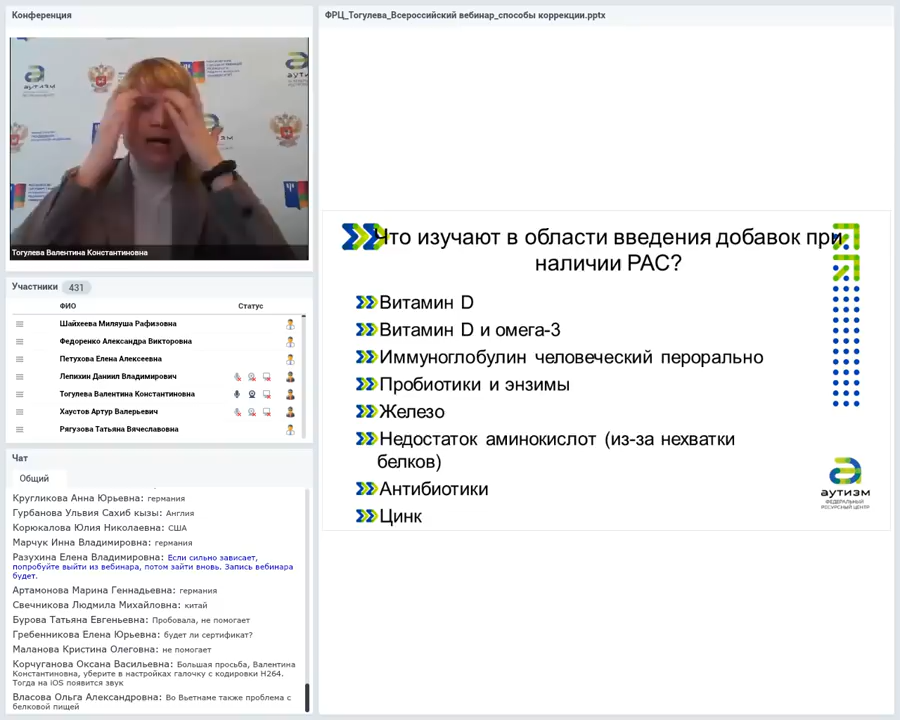 Конференция
Тогулева Валентина Константиновна
Участники 431
ФИО Статус
Шайхеева Миляуша Рафизовна
Федоренко Александра Викторовна
Петухова Елена Алексеевна
Лепихин Даниил Владимирович
Тогулева Валентина Константиновна
Хаустов Артур Валерьевич
Рягузова Татьяна Вячеславовна
Чат
Общий
Кругликова Анна Юрьевна: германия
Гурбанова Ульвия Сахиб кызы: Англия
Корюкалова Юлия Николаевна: США
Марчук Инна Владимировна: германия
Разухина Елена Владимировна: Если сильно зависает,
попробуйте выйти из вебинара, потом зайти вновь. Запись вебинара
будет.
Артамонова Марина Геннадьевна: германия
Свечникова Людмила Михайловна: китай
Бурова Татьяна Евгеньевна: Пробовала, не помогает
Гребенникова Елена Юрьевна: будет ли сертификат?
Маланова Кристина Олеговна: не помогает
Корчуганова Оксана Васильевна: Большая просьба, Валентина
Константиновна, уберите в настройках галочку с кодировки H264.
Тогда на iOS появится звук
Власова Ольга Александровна: Во Вьетнаме также проблема с
белковой пищей
ФРЦ_Тогулева_Всероссийский вебинар_способы коррекции.pptx
Что изучают в области введения добавок при
наличии РАС?
Витамин D
Витамин D и омега-3
Иммуноглобулин человеческий перорально
Пробиотики и энзимы
Железо
Недостаток аминокислот (из-за нехватки
белков)
Антибиотики
Цинк
аутизм
ФЕДЕРАЛЬНЫЙ
РЕСУРСНЫЙ ЦЕНТР